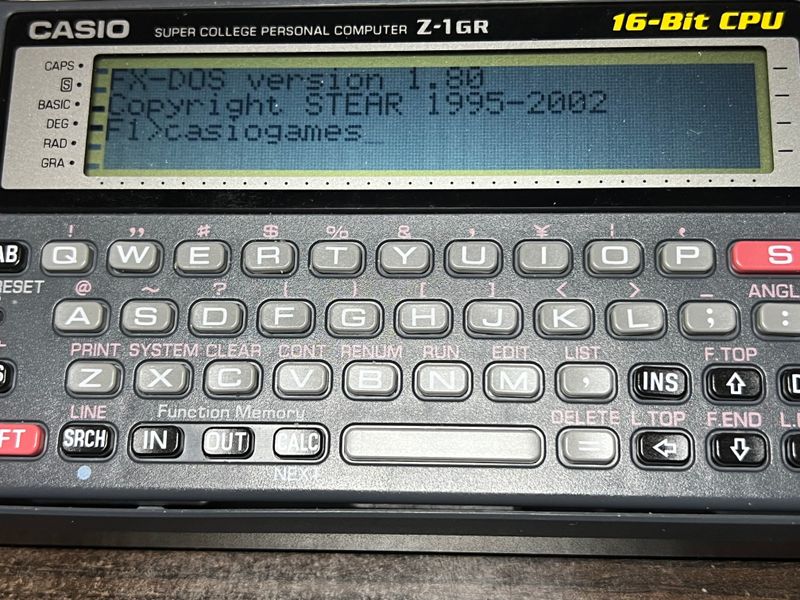 CASIO SUPER COLLEGE PERSONAL COMPUTER Z-1GR 16-Bit CPU
CAPS
S
BASIC
DEG
RAD
GRA
FX-DOS version 1.80
Copyright STEAR 1995-2002
F1>casiogames_
! " # $ % & ' ¥ |
Q W E R T Y U I O P S
RESET @ ~ ? ( ) [ ] < > _ ANGL
A S D F G H J K L ; :
PRINT SYSTEM CLEAR CONT RENUM RUN EDIT LIST F.TOP
Z X C V B N M , INS ⇧
LINE Function Memory DELETE L.TOP F.END
FT SRCH IN OUT CALC = ⇦ ⇩
NEXT